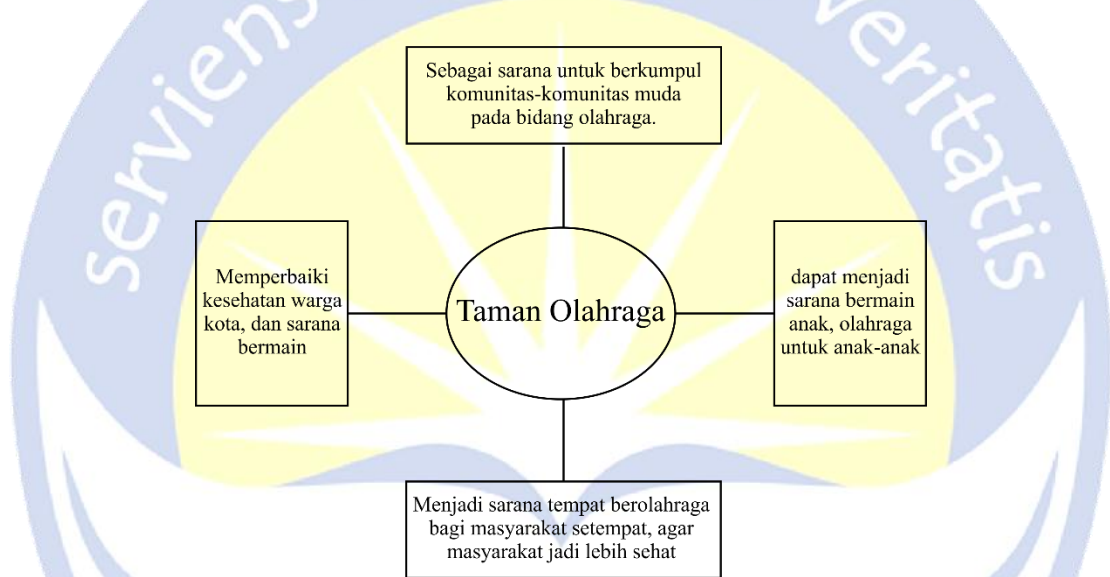 serviens
veritatis
Sebagai sarana untuk berkumpul
komunitas-komunitas muda
pada bidang olahraga.
Memperbaiki
kesehatan warga
kota, dan sarana
bermain
Taman Olahraga
dapat menjadi
sarana bermain
anak, olahraga
untuk anak-anak
Menjadi sarana tempat berolahraga
bagi masyarakat setempat, agar
masyarakat jadi lebih sehat